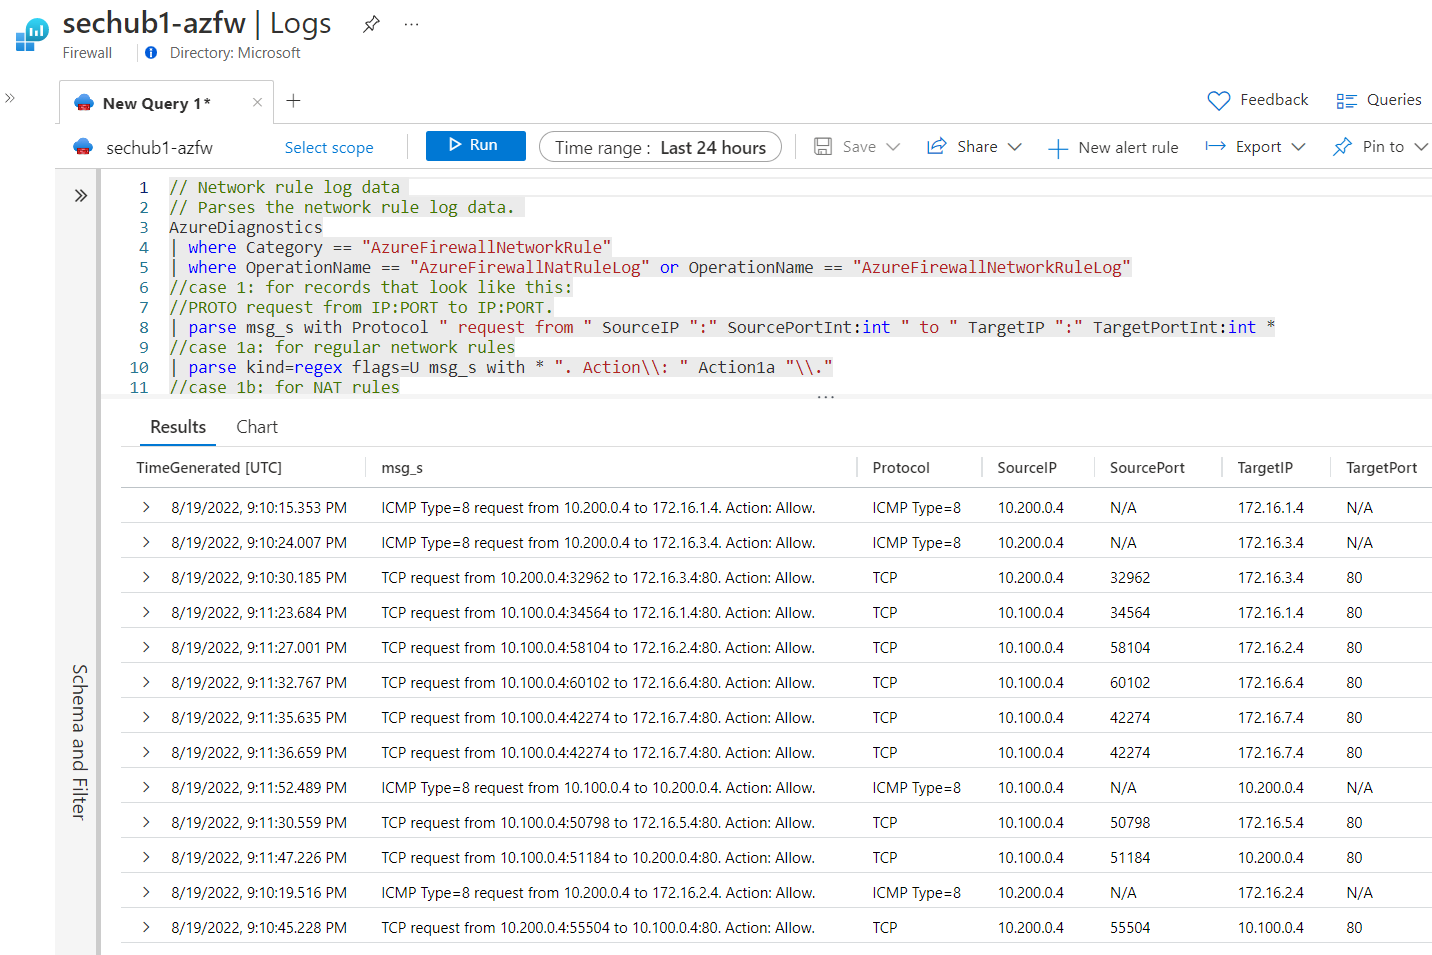 sechub1-azfw | Logs
Firewall Directory: Microsoft
New Query 1*
Feedback Queries
sechub1-azfw Select scope Run Time range : Last 24 hours Save Share New alert rule Export Pin to
1 // Network rule log data
2 // Parses the network rule log data.
3 AzureDiagnostics
4 | where Category == "AzureFirewallNetworkRule"
5 | where OperationName == "AzureFirewallNatRuleLog" or OperationName == "AzureFirewallNetworkRuleLog"
6 //case 1: for records that look like this:
7 //PROTO request from IP:PORT to IP:PORT.
8 | parse msg_s with Protocol " request from " SourceIP ":" SourcePortInt:int " to " TargetIP ":" TargetPortInt:int *
9 //case 1a: for regular network rules
10 | parse kind=regex flags=U msg_s with * ". Action\\: " Action1a "\\."
11 //case 1b: for NAT rules
Schema and Filter
Results Chart
TimeGenerated [UTC] msg_s Protocol SourceIP SourcePort TargetIP TargetPort
8/19/2022, 9:10:15.353 PM ICMP Type=8 request from 10.200.0.4 to 172.16.1.4. Action: Allow. ICMP Type=8 10.200.0.4 N/A 172.16.1.4 N/A
8/19/2022, 9:10:24.007 PM ICMP Type=8 request from 10.200.0.4 to 172.16.3.4. Action: Allow. ICMP Type=8 10.200.0.4 N/A 172.16.3.4 N/A
8/19/2022, 9:10:30.185 PM TCP request from 10.200.0.4:32962 to 172.16.3.4:80. Action: Allow. TCP 10.200.0.4 32962 172.16.3.4 80
8/19/2022, 9:11:23.684 PM TCP request from 10.100.0.4:34564 to 172.16.1.4:80. Action: Allow. TCP 10.100.0.4 34564 172.16.1.4 80
8/19/2022, 9:11:27.001 PM TCP request from 10.100.0.4:58104 to 172.16.2.4:80. Action: Allow. TCP 10.100.0.4 58104 172.16.2.4 80
8/19/2022, 9:11:32.767 PM TCP request from 10.100.0.4:60102 to 172.16.6.4:80. Action: Allow. TCP 10.100.0.4 60102 172.16.6.4 80
8/19/2022, 9:11:35.635 PM TCP request from 10.100.0.4:42274 to 172.16.7.4:80. Action: Allow. TCP 10.100.0.4 42274 172.16.7.4 80
8/19/2022, 9:11:36.659 PM TCP request from 10.100.0.4:42274 to 172.16.7.4:80. Action: Allow. TCP 10.100.0.4 42274 172.16.7.4 80
8/19/2022, 9:11:52.489 PM ICMP Type=8 request from 10.100.0.4 to 10.200.0.4. Action: Allow. ICMP Type=8 10.100.0.4 N/A 10.200.0.4 N/A
8/19/2022, 9:11:30.559 PM TCP request from 10.100.0.4:50798 to 172.16.5.4:80. Action: Allow. TCP 10.100.0.4 50798 172.16.5.4 80
8/19/2022, 9:11:47.226 PM TCP request from 10.100.0.4:51184 to 10.200.0.4:80. Action: Allow. TCP 10.100.0.4 51184 10.200.0.4 80
8/19/2022, 9:10:19.516 PM ICMP Type=8 request from 10.200.0.4 to 172.16.2.4. Action: Allow. ICMP Type=8 10.200.0.4 N/A 172.16.2.4 N/A
8/19/2022, 9:10:45.228 PM TCP request from 10.200.0.4:55504 to 10.100.0.4:80. Action: Allow. TCP 10.200.0.4 55504 10.100.0.4 80